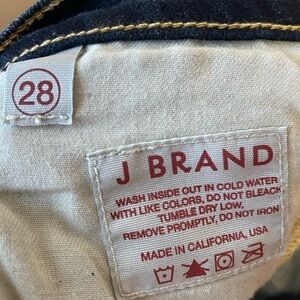 28
J BRAND
WASH INSIDE OUT IN COLD WATER
WITH LIKE COLORS, DO NOT BLEACH
TUMBLE DRY LOW,
REMOVE PROMPTLY, DO NOT IRON
MADE IN CALIFORNIA, USA